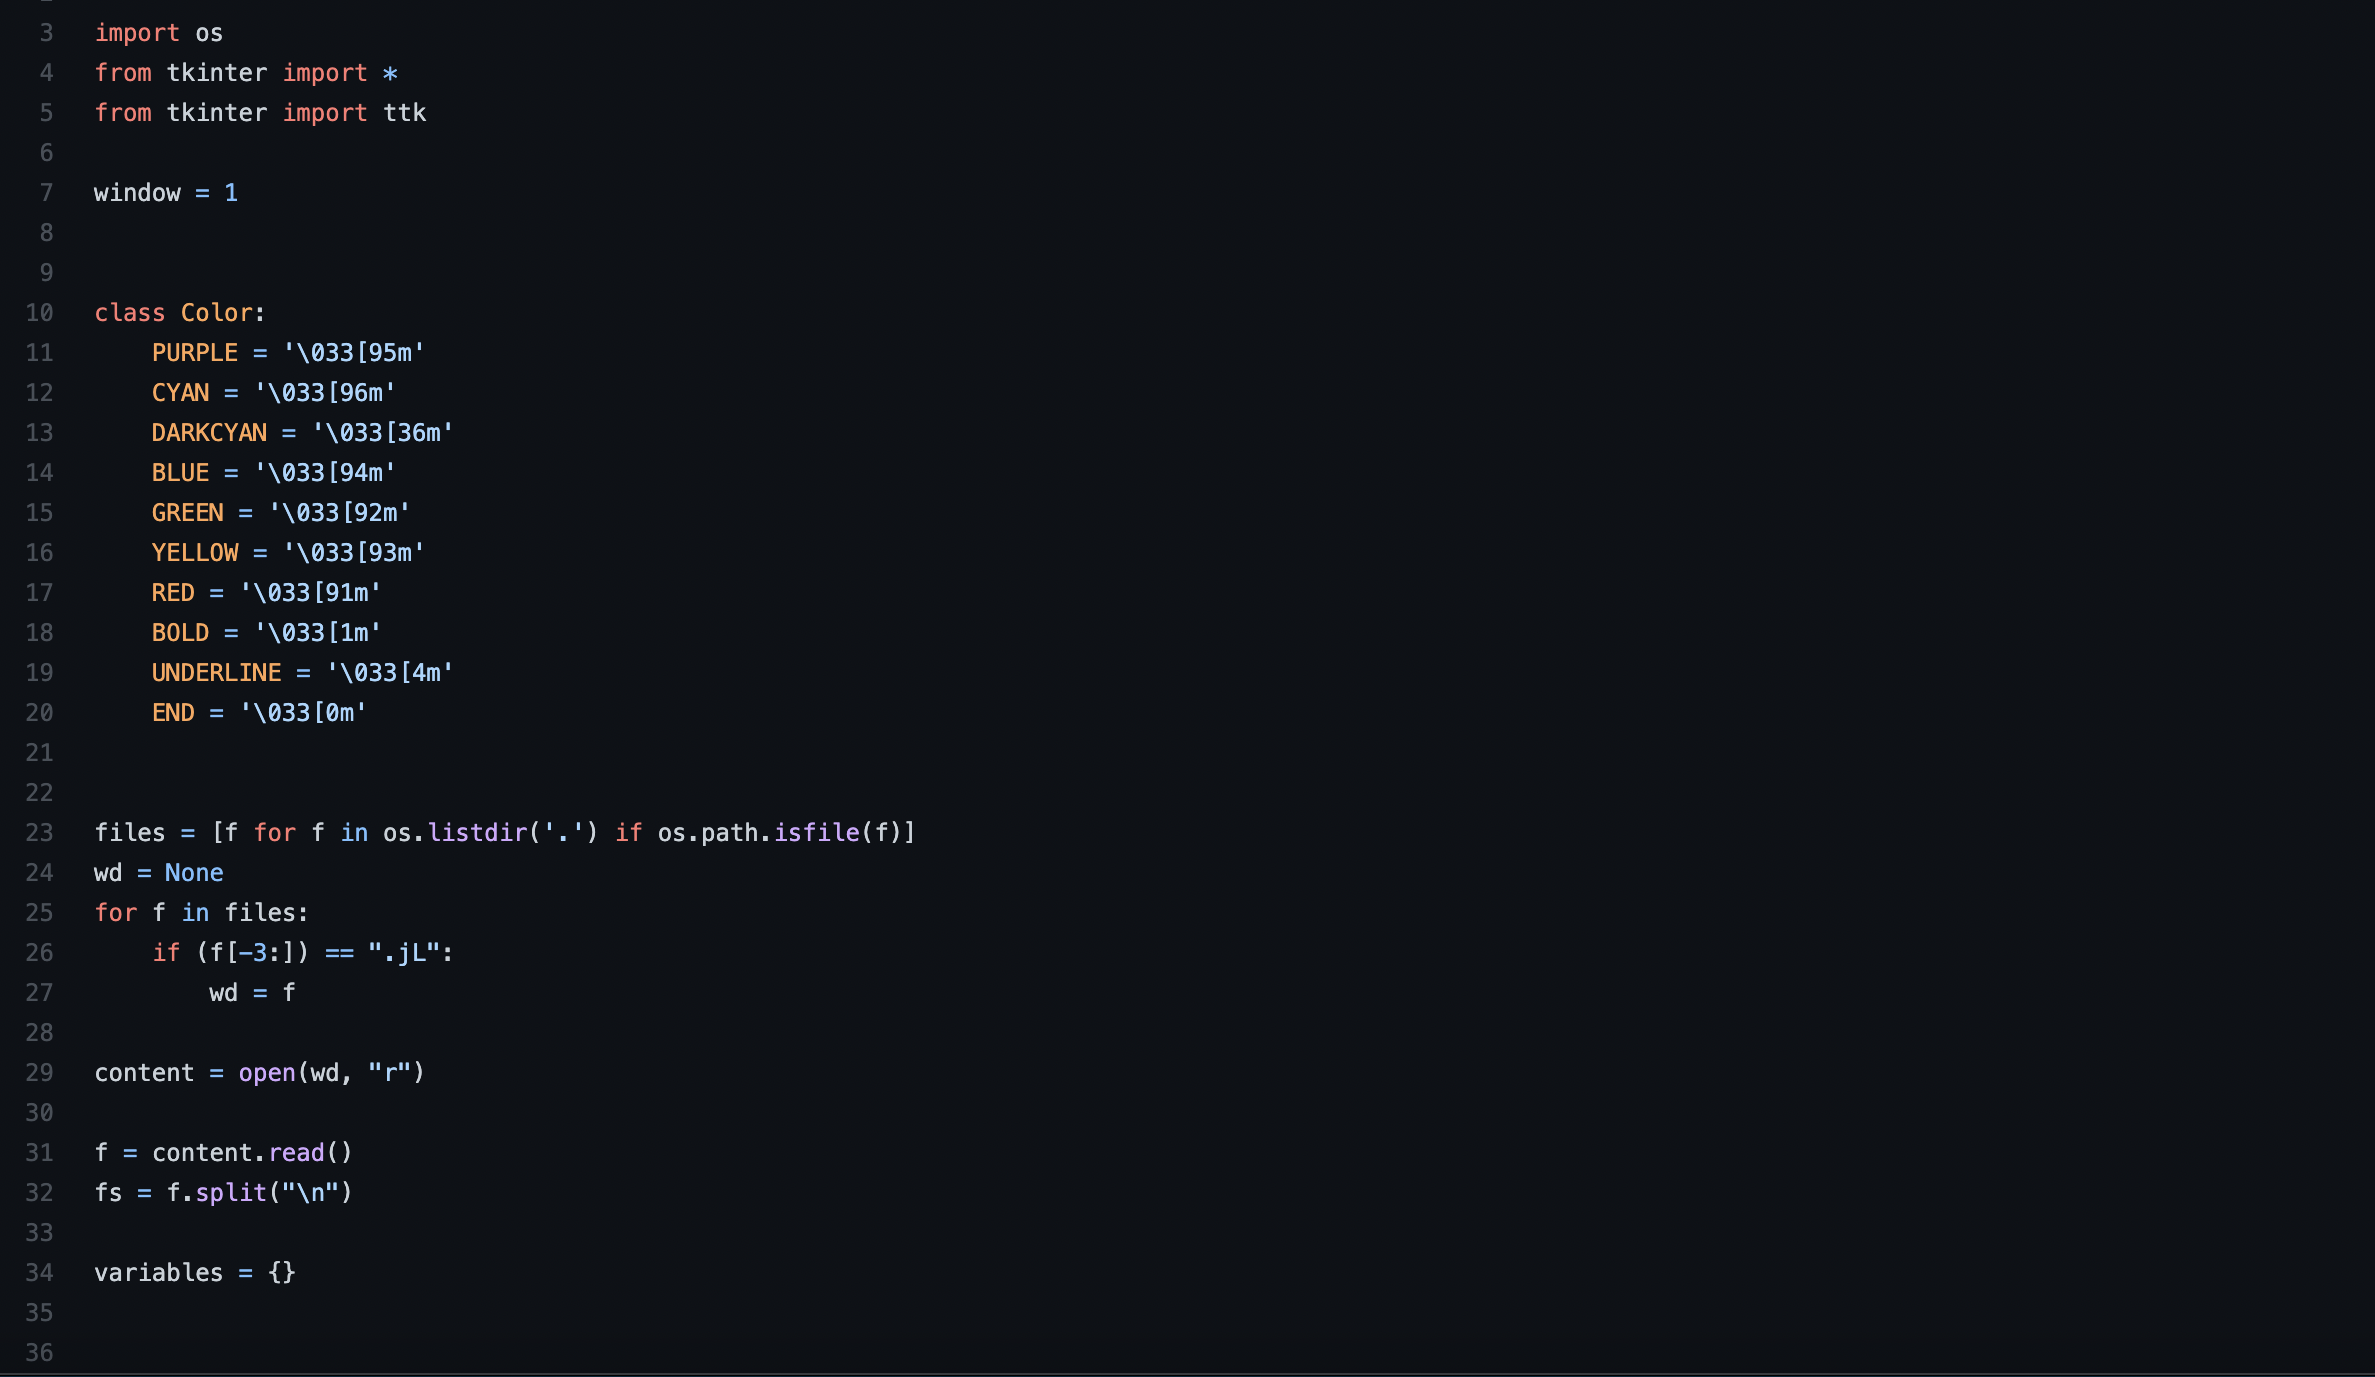 3 import os
4 from tkinter import *
5 from tkinter import ttk
6
7 window = 1
8
9
10 class Color:
11     PURPLE = '\033[95m'
12     CYAN = '\033[96m'
13     DARKCYAN = '\033[36m'
14     BLUE = '\033[94m'
15     GREEN = '\033[92m'
16     YELLOW = '\033[93m'
17     RED = '\033[91m'
18     BOLD = '\033[1m'
19     UNDERLINE = '\033[4m'
20     END = '\033[0m'
21
22
23 files = [f for f in os.listdir('.') if os.path.isfile(f)]
24 wd = None
25 for f in files:
26     if (f[-3:]) == ".jL":
27         wd = f
28
29 content = open(wd, "r")
30
31 f = content.read()
32 fs = f.split("\n")
33
34 variables = {}
35
36